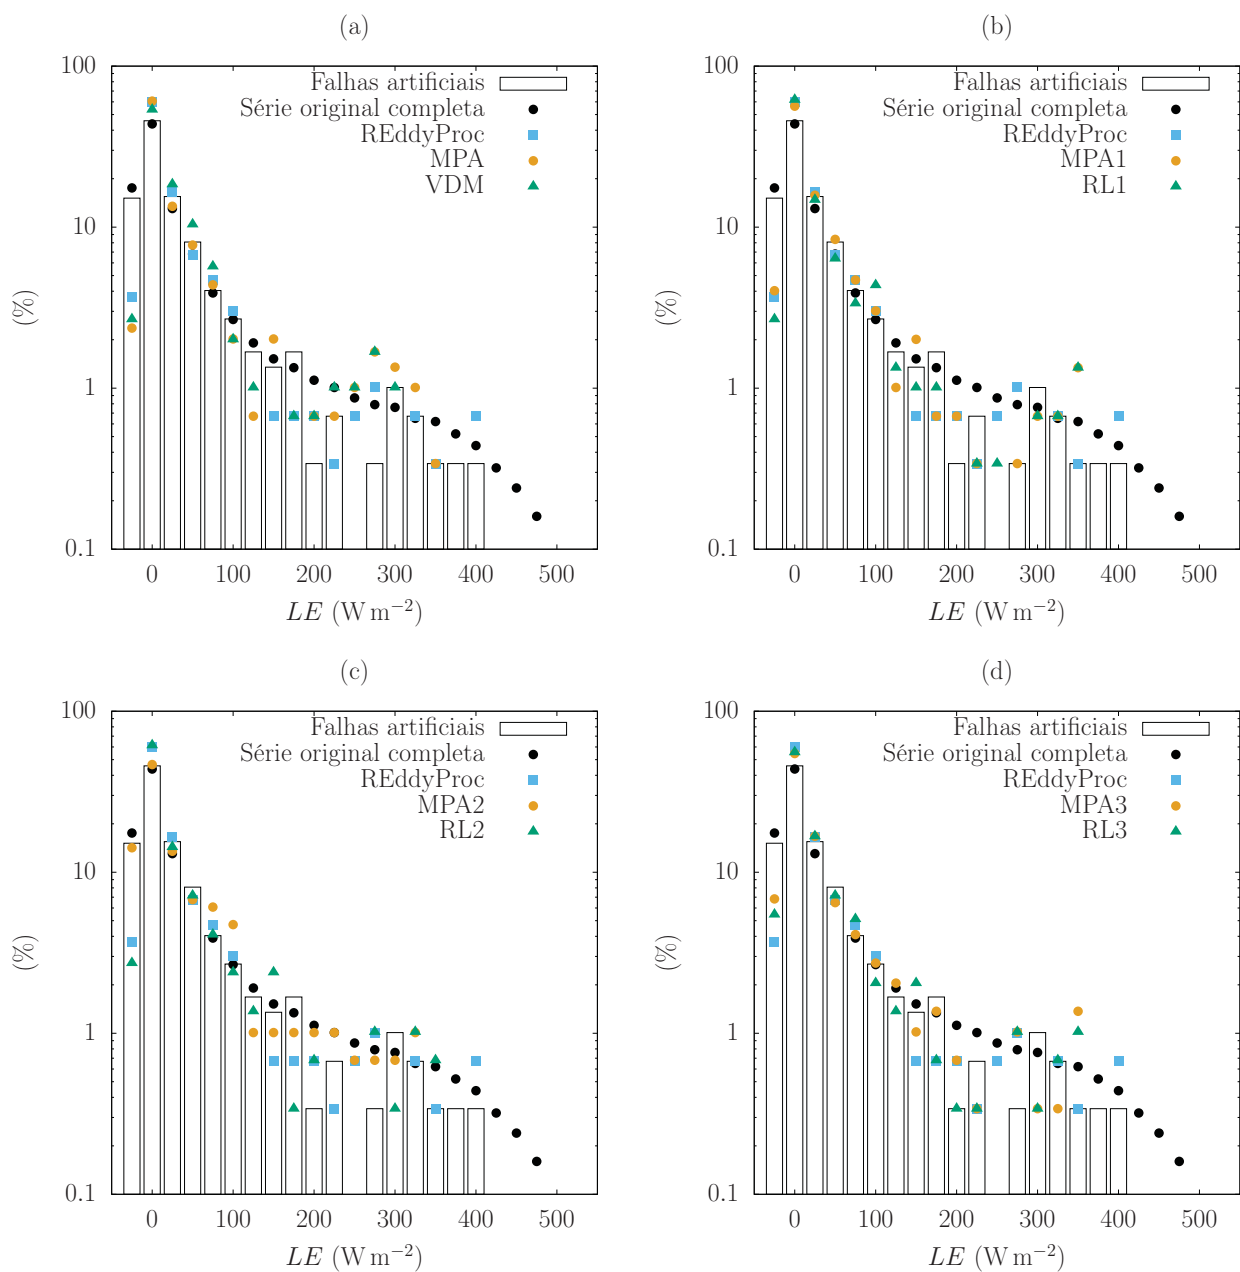 (a)
100
10
1
0.1
(%)
Falhas artificiais
Série original completa
REddyProc
MPA
VDM
0 100 200 300 400 500
LE (W m⁻²)
(b)
100
10
1
0.1
(%)
Falhas artificiais
Série original completa
REddyProc
MPA1
RL1
0 100 200 300 400 500
LE (W m⁻²)
(c)
100
10
1
0.1
(%)
Falhas artificiais
Série original completa
REddyProc
MPA2
RL2
0 100 200 300 400 500
LE (W m⁻²)
(d)
100
10
1
0.1
(%)
Falhas artificiais
Série original completa
REddyProc
MPA3
RL3
0 100 200 300 400 500
LE (W m⁻²)